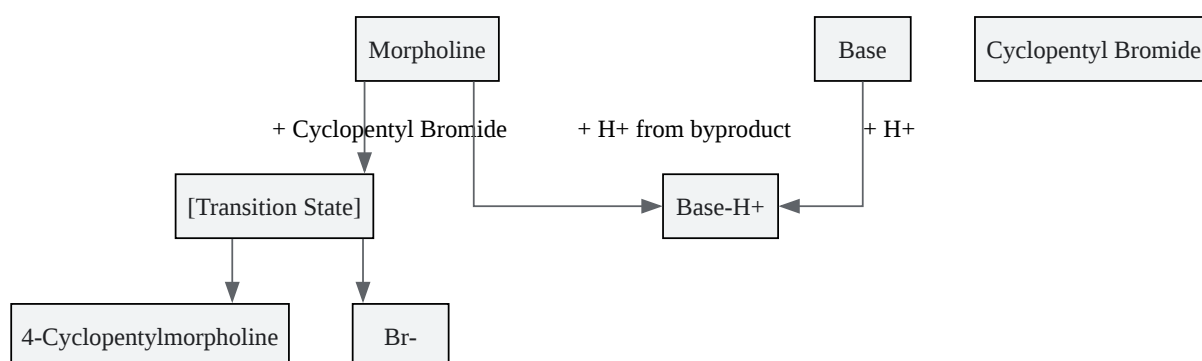 Morpholine
Base
Cyclopentyl Bromide
+ Cyclopentyl Bromide
+ H+ from byproduct
+ H+
[Transition State]
Base-H+
4-Cyclopentylmorpholine
Br-